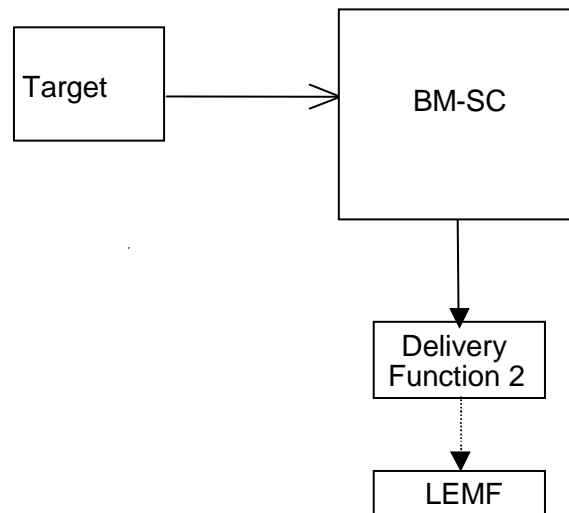 Target
BM-SC
Delivery
Function 2
LEMF